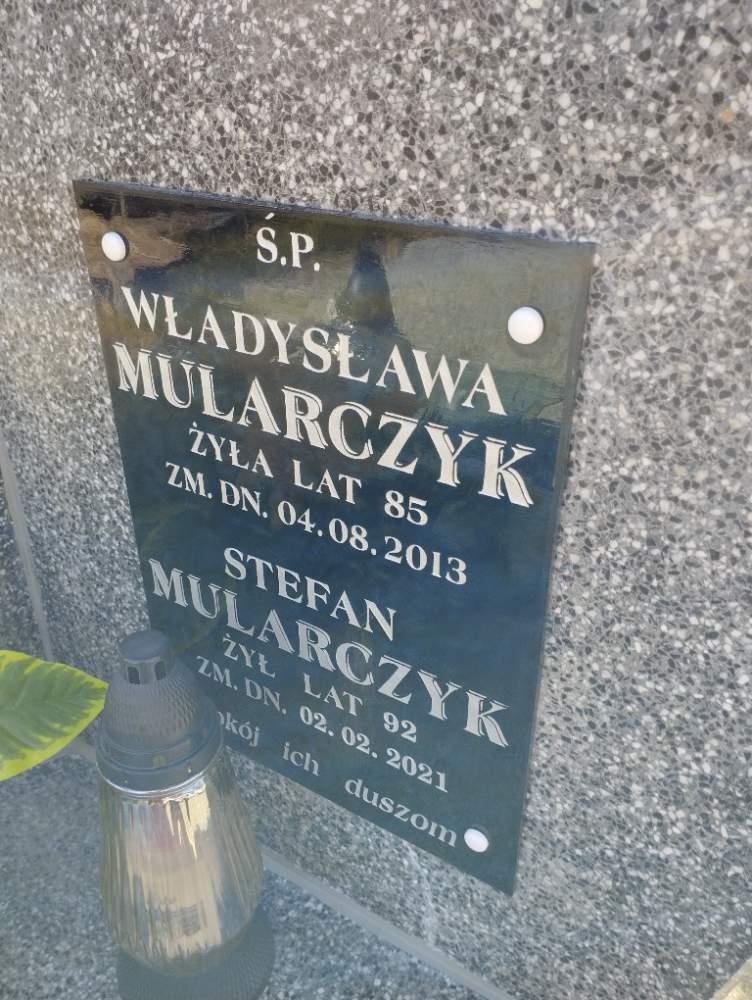 Ś.P.
WŁADYSŁAWA
MULARCZYK
ŻYŁA LAT 85
ZM. DN. 04.08.2013
STEFAN
MULARCZYK
ŻYŁ LAT 92
ZM. DN. 02.02.2021
okój ich duszom